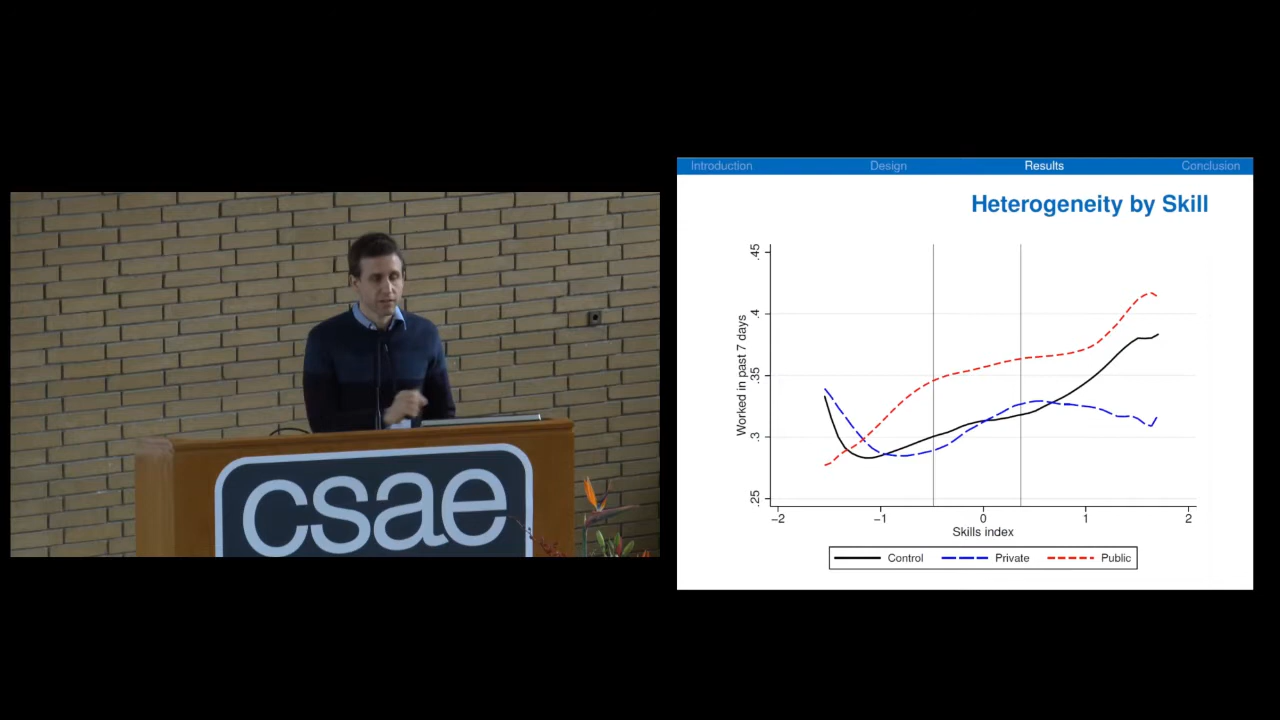 csae
Introduction Design Results Conclusion
Heterogeneity by Skill
Worked in past 7 days
.45
.4
.35
.3
.25
−2 −1 0 1 2
Skills index
Control Private Public